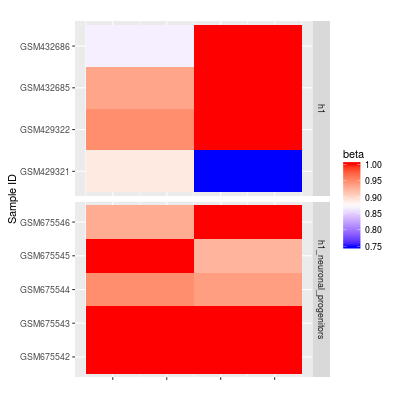 GSM432686
GSM432685
GSM429322
GSM429321
h1
GSM675546
GSM675545
GSM675544
GSM675543
GSM675542
h1_neuronal_progenitors
Sample ID
beta
1.00
0.95
0.90
0.85
0.80
0.75